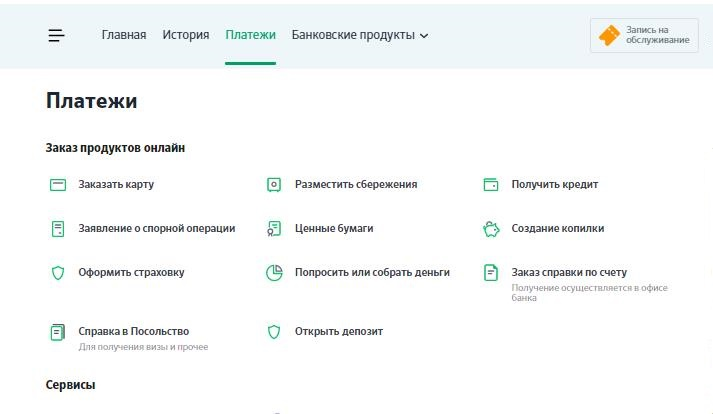 Главная История Платежи Банковские продукты
Запись на
обслуживание
Платежи
Заказ продуктов онлайн
Заказать карту
Разместить сбережения
Получить кредит
Заявление о спорной операции
Ценные бумаги
Создание копилки
Оформить страховку
Попросить или собрать деньги
Заказ справки по счету
Получение осуществляется в офисе
банка
Справка в Посольство
Для получения визы и прочее
Открыть депозит
Сервисы